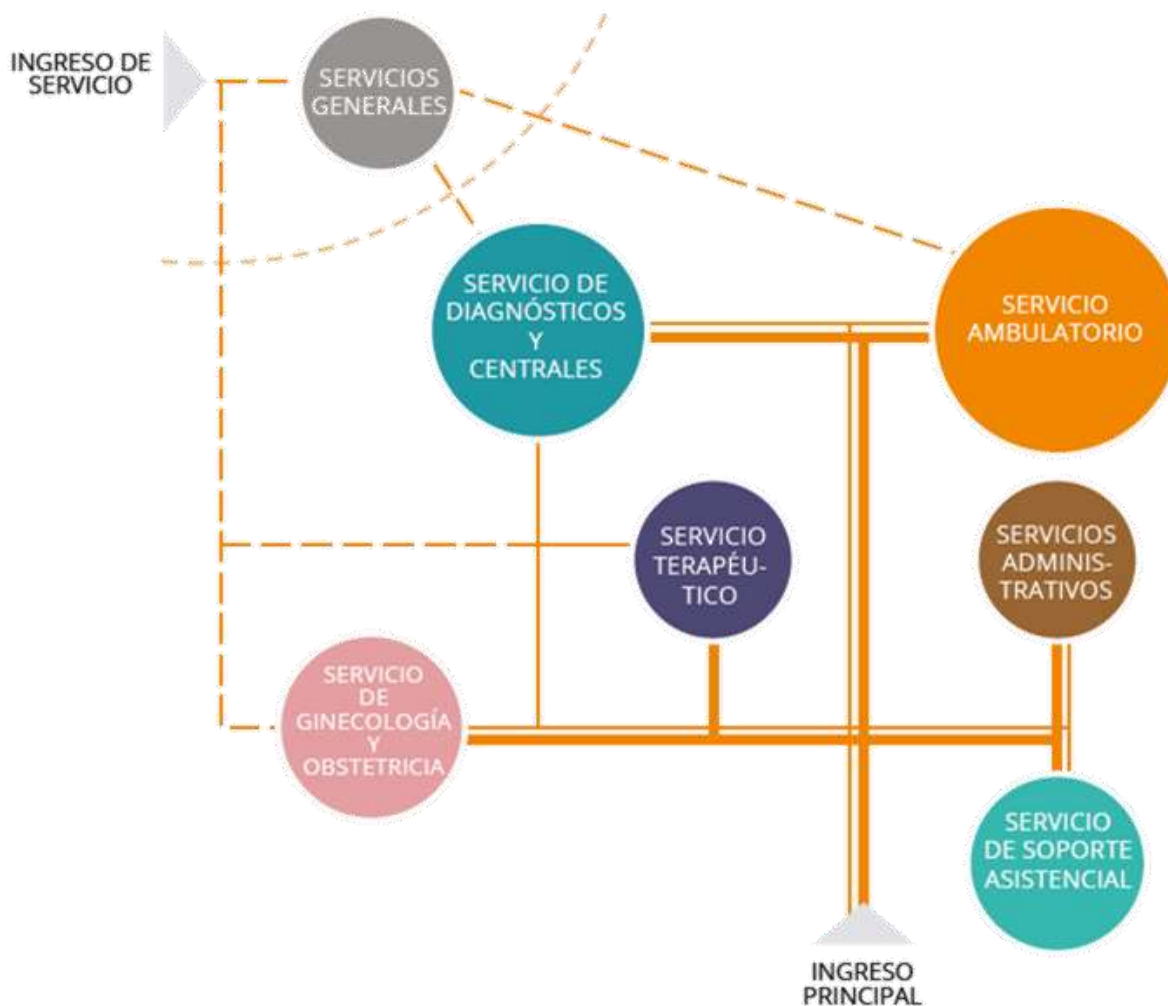 INGRESO DE
SERVICIO
SERVICIOS
GENERALES
SERVICIO DE
DIAGNÓSTICOS
Y
CENTRALES
SERVICIO
AMBULATORIO
SERVICIO
TERAPÉU-
TICO
SERVICIOS
ADMINIS-
TRATIVOS
SERVICIO
DE
GINECOLOGÍA
Y
OBSTETRICIA
SERVICIO
DE SOPORTE
ASISTENCIAL
INGRESO
PRINCIPAL